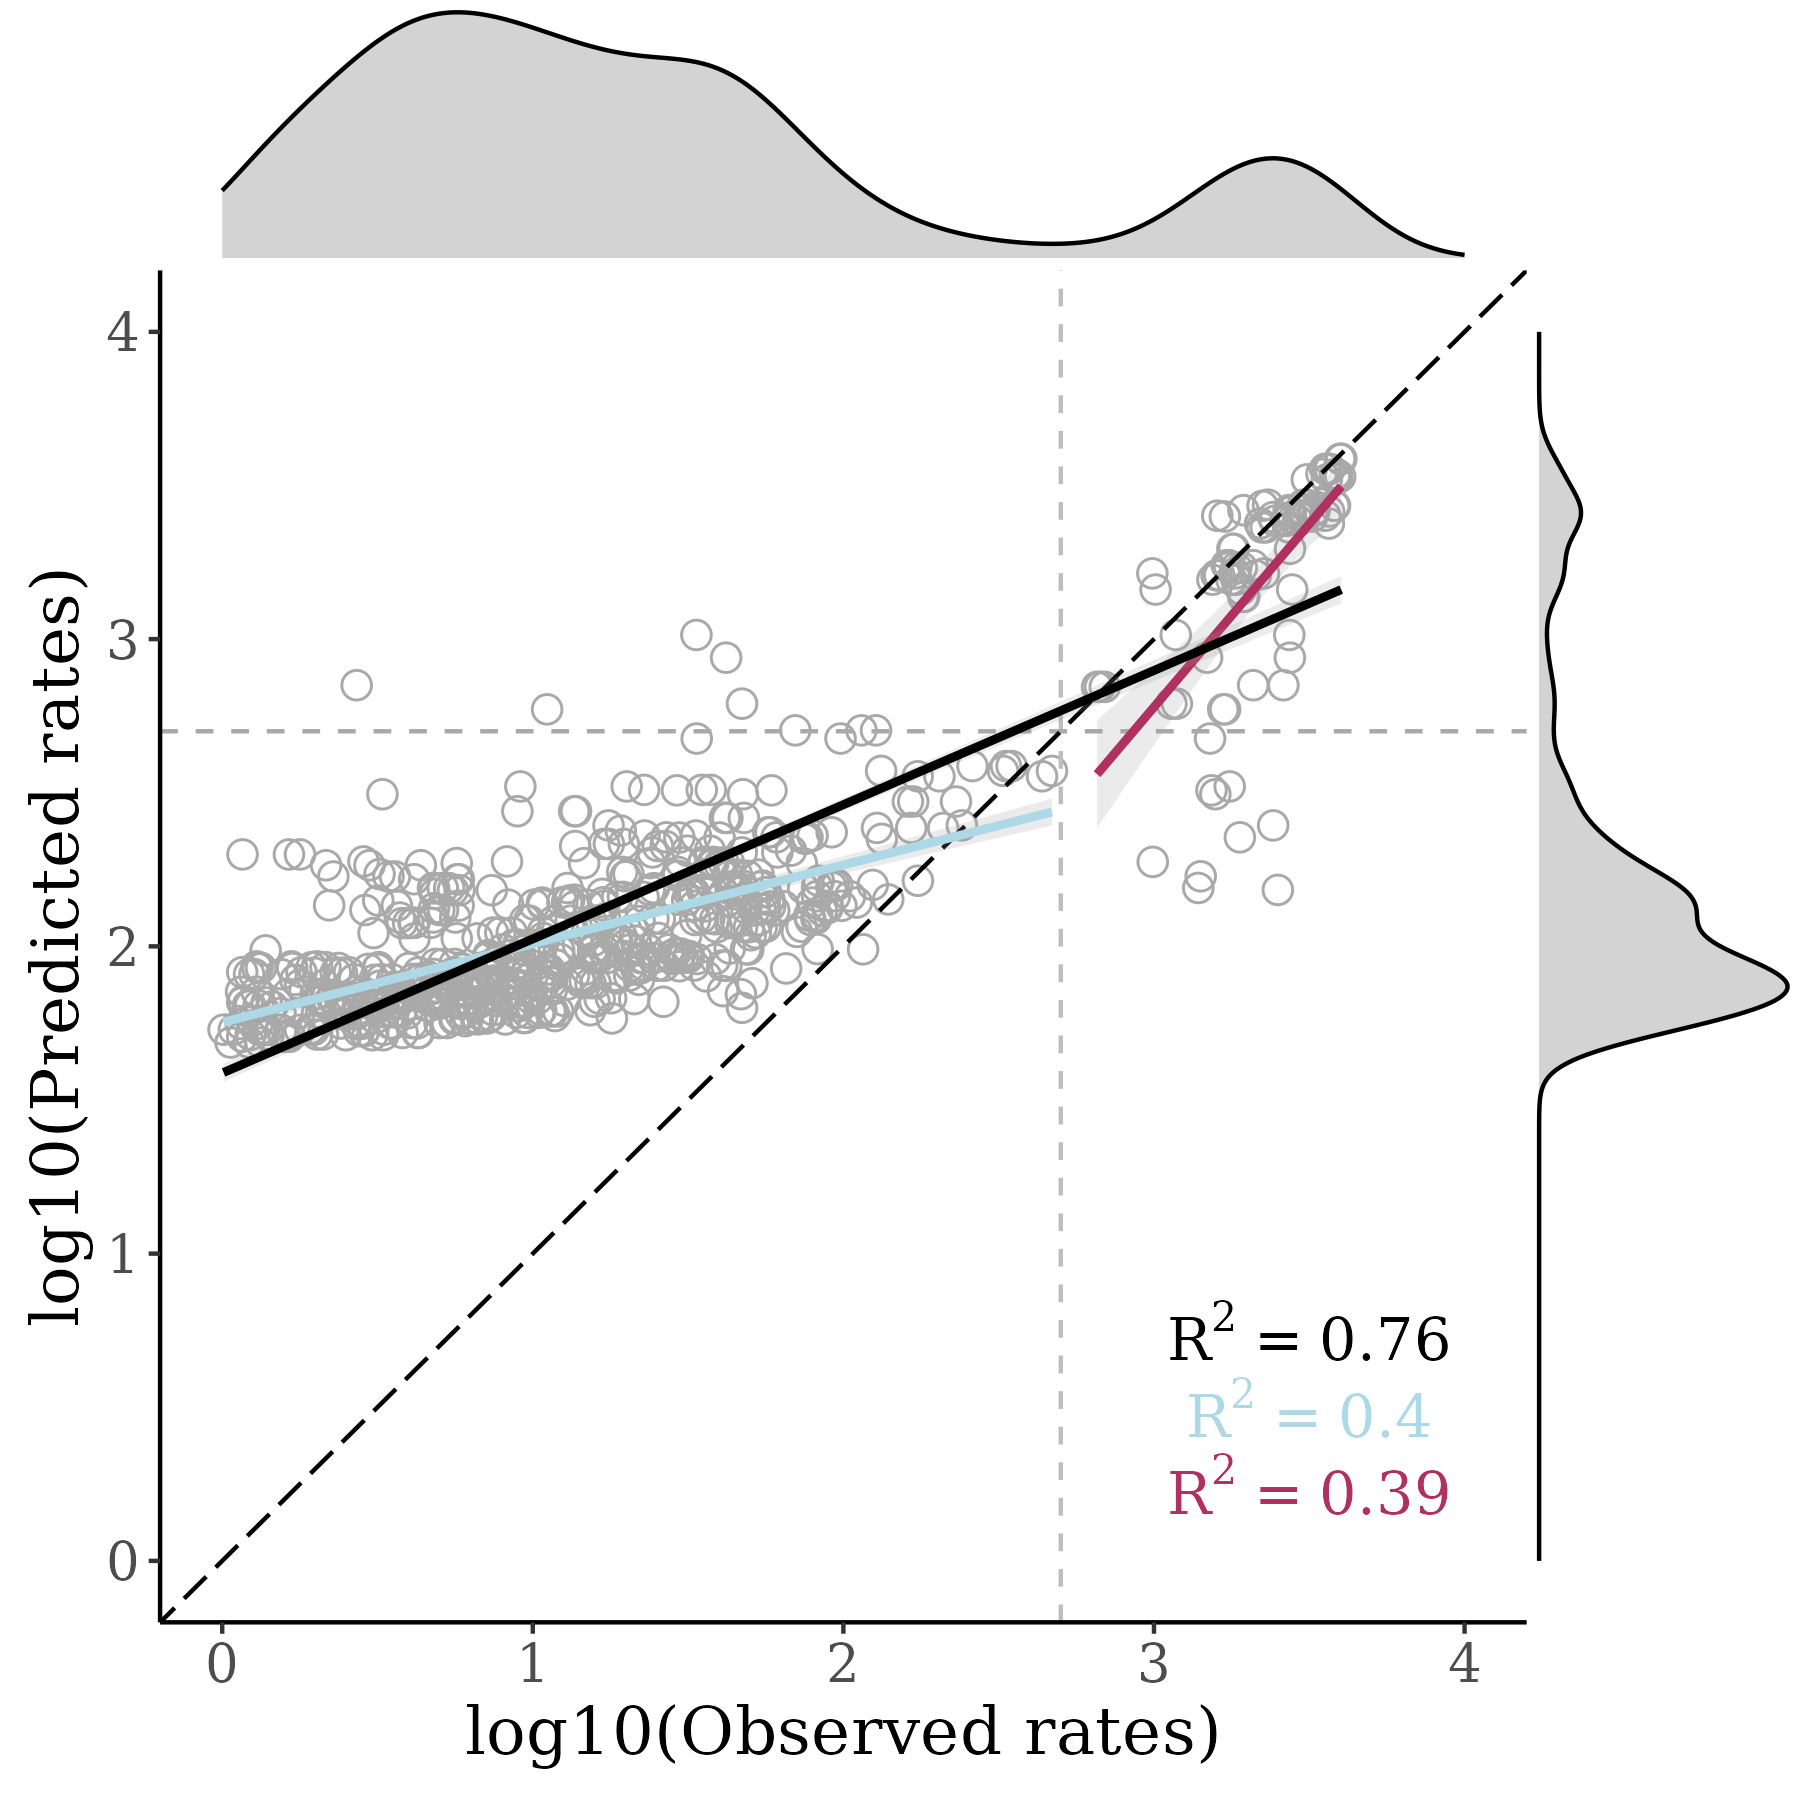 4
3
2
1
0
log10(Predicted rates)
R² = 0.76
R² = 0.4
R² = 0.39
0 1 2 3 4
log10(Observed rates)